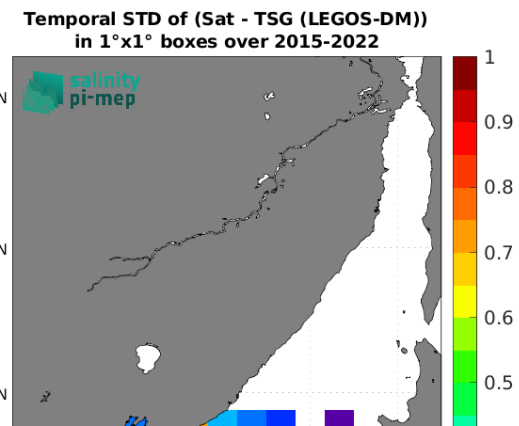 Temporal STD of (Sat - TSG (LEGOS-DM))
in 1°x1° boxes over 2015-2022
salinity
pi-mep
1
0.9
0.8
0.7
0.6
0.5
N
N
N